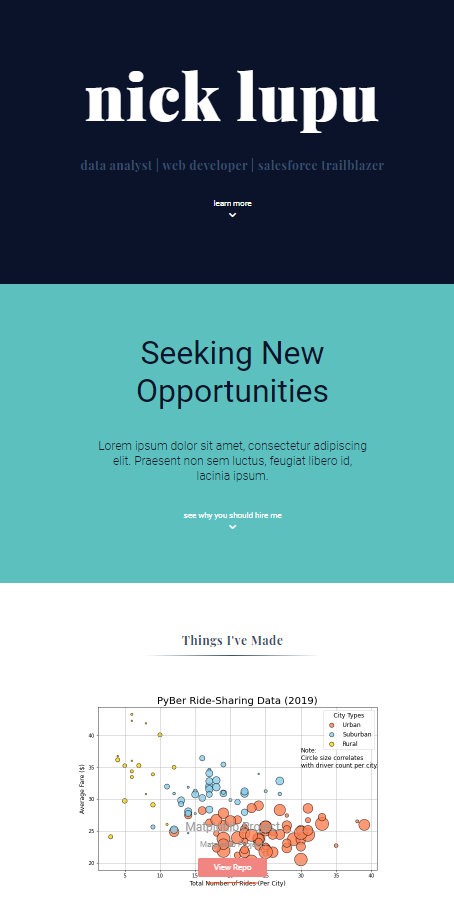 nick lupu
data analyst | web developer | salesforce trailblazer
learn more
Seeking New
Opportunities
Lorem ipsum dolor sit amet, consectetur adipiscing
elit. Praesent non sem luctus, feugiat libero id,
lacinia ipsum.
see why you should hire me
Things I've Made
PyBer Ride-Sharing Data (2019)
City Types
Urban
Suburban
Rural
Note:
Circle size correlates
with driver count per city
Average Fare ($)
40
35
30
25
20
Matplotlib Project
View Repo
5
10
15
20
25
30
35
40
Total Number of Rides (Per City)